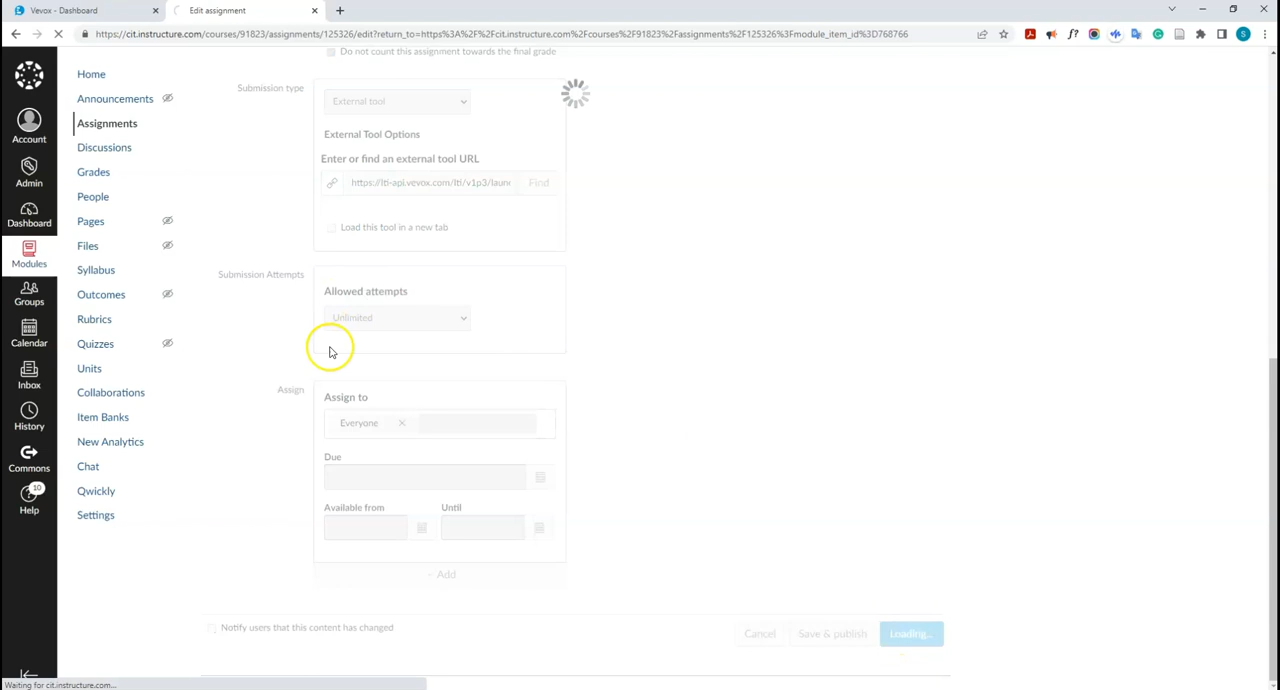 Vevox - Dashboard
Edit assignment
https://cit.instructure.com/courses/91823/assignments/125326/edit?return_to=https%3A%2F%2Fcit.instructure.com%2Fcourses%2F91823%2Fassignments%2F125326%3Fmodule_item_id%3D768766
Do not count this assignment towards the final grade
Submission type
External tool
External Tool Options
Enter or find an external tool URL
https://lti-api.vevox.com/lti/v1p3/laun
Find
Load this tool in a new tab
Submission Attempts
Allowed attempts
Unlimited
Assign
Assign to
Everyone
Due
Available from
Until
+ Add
Notify users that this content has changed
Cancel
Save & publish
Loading...
Account
Admin
Dashboard
Modules
Groups
Calendar
Inbox
History
Commons
10
Help
Home
Announcements
Assignments
Discussions
Grades
People
Pages
Files
Syllabus
Outcomes
Rubrics
Quizzes
Units
Collaborations
Item Banks
New Analytics
Chat
Qwickly
Settings
Waiting for cit.instructure.com...
f?
S